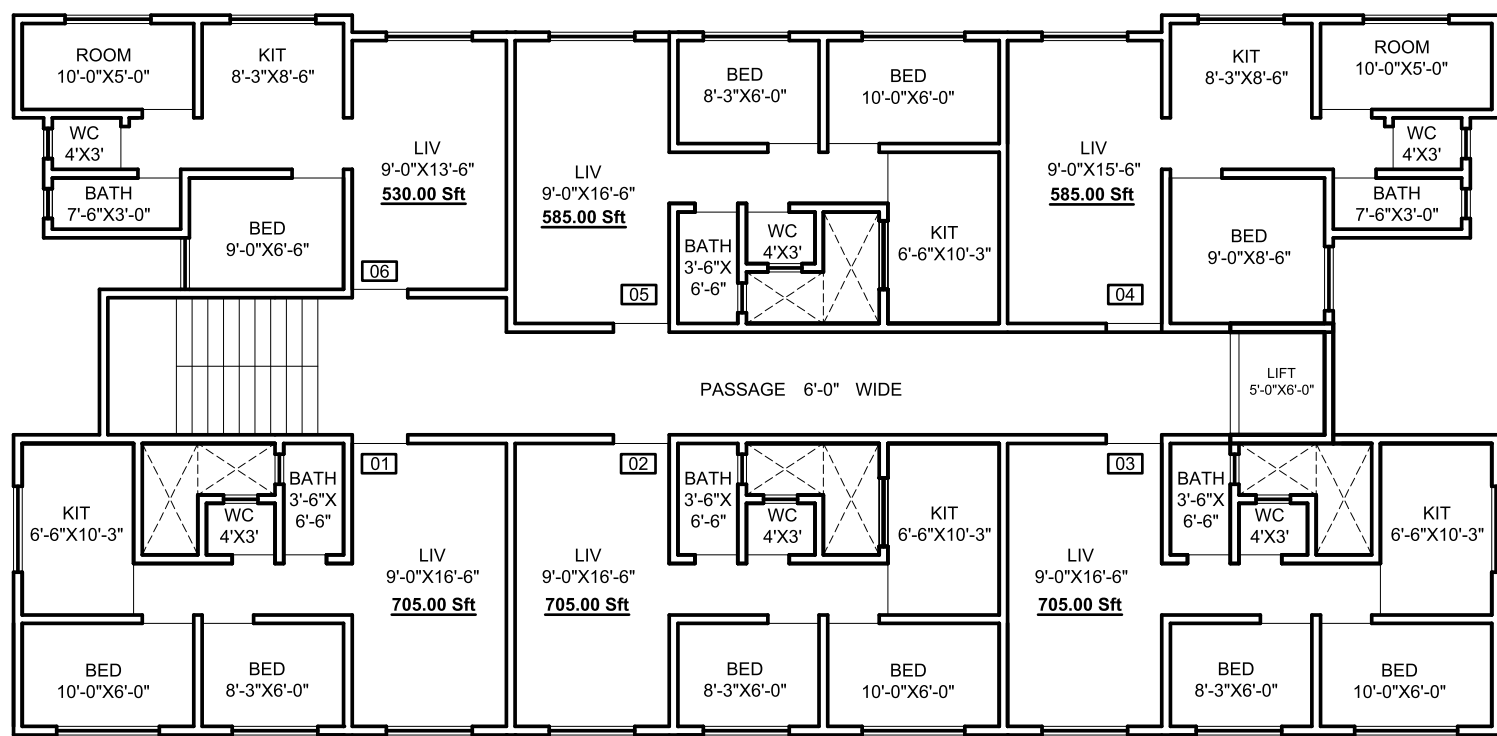 ROOM
10'-0"X5'-0"
KIT
8'-3"X8'-6"
WC
4'X3'
BATH
7'-6"X3'-0"
BED
9'-0"X6'-6"
LIV
9'-0"X13'-6"
530.00 Sft
06
LIV
9'-0"X16'-6"
585.00 Sft
05
BED
8'-3"X6'-0"
BED
10'-0"X6'-0"
BATH
3'-6"X
6'-6"
WC
4'X3'
KIT
6'-6"X10'-3"
LIV
9'-0"X15'-6"
585.00 Sft
04
KIT
8'-3"X8'-6"
ROOM
10'-0"X5'-0"
WC
4'X3'
BATH
7'-6"X3'-0"
BED
9'-0"X8'-6"
PASSAGE 6'-0" WIDE
LIFT
5'-0"X6'-0"
KIT
6'-6"X10'-3"
WC
4'X3'
BATH
3'-6"X
6'-6"
01
LIV
9'-0"X16'-6"
705.00 Sft
BED
10'-0"X6'-0"
BED
8'-3"X6'-0"
02
LIV
9'-0"X16'-6"
705.00 Sft
BATH
3'-6"X
6'-6"
WC
4'X3'
KIT
6'-6"X10'-3"
BED
8'-3"X6'-0"
BED
10'-0"X6'-0"
03
LIV
9'-0"X16'-6"
705.00 Sft
BATH
3'-6"X
6'-6"
WC
4'X3'
KIT
6'-6"X10'-3"
BED
8'-3"X6'-0"
BED
10'-0"X6'-0"